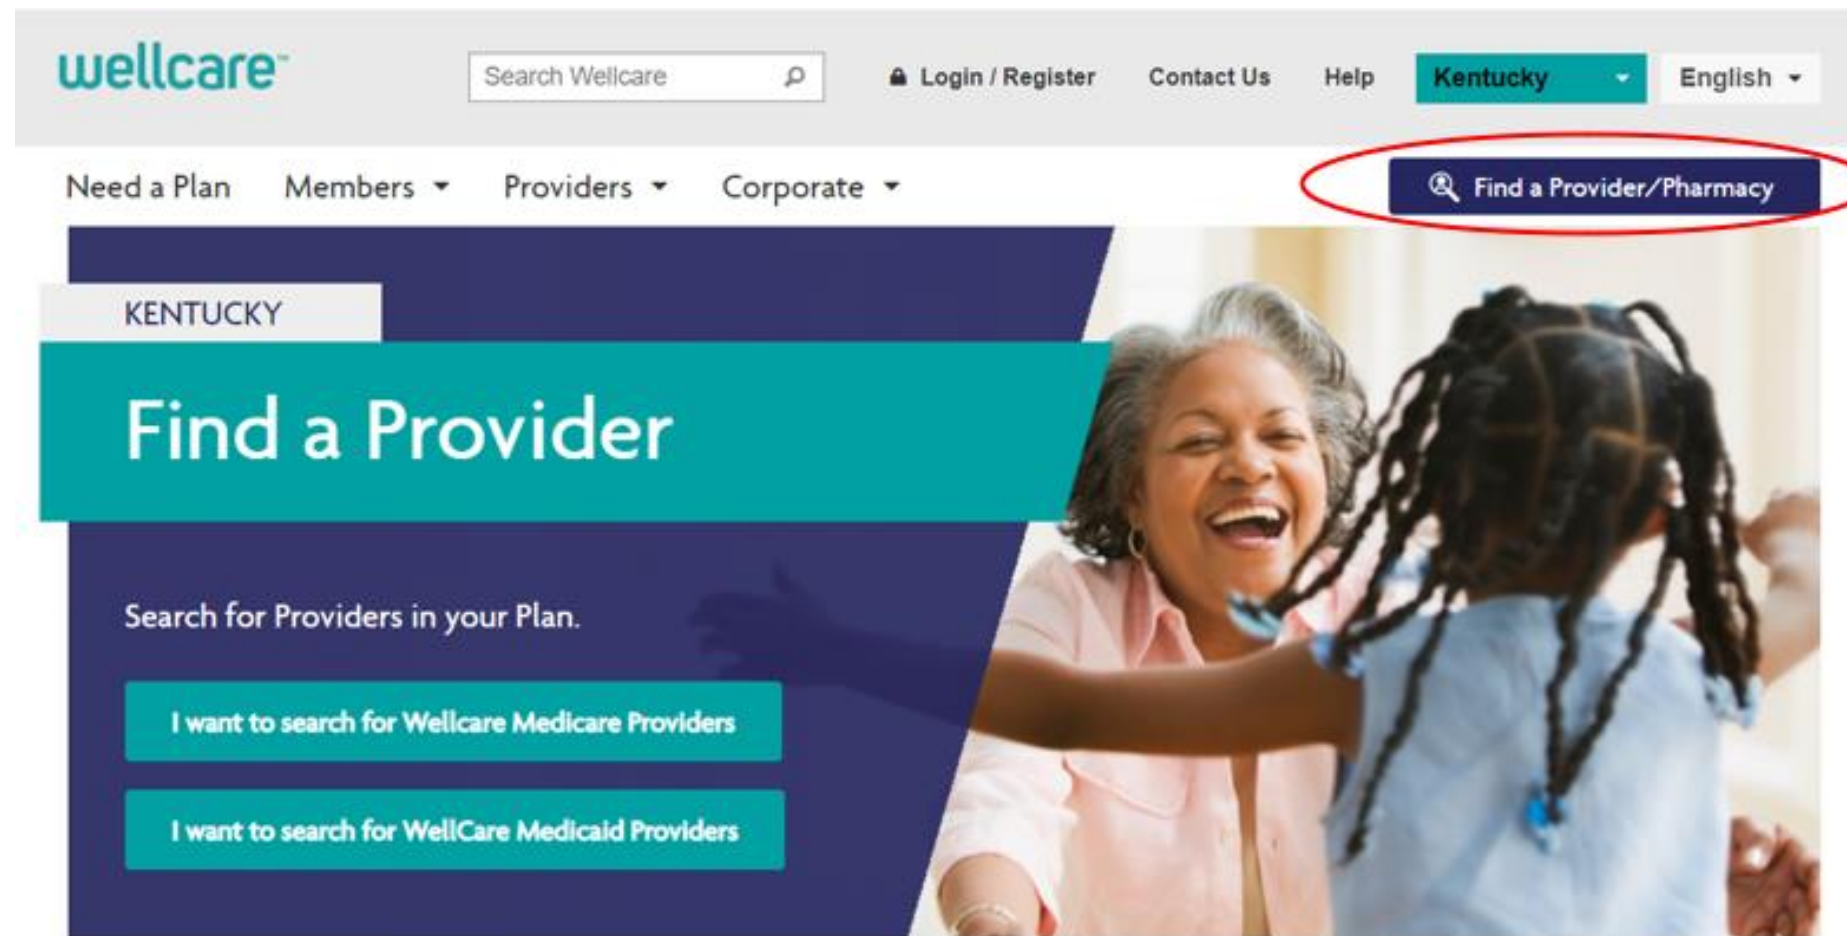 wellcare™
Search Wellcare
Login / Register
Contact Us
Help
Kentucky
English
Need a Plan
Members
Providers
Corporate
Find a Provider/Pharmacy
KENTUCKY
Find a Provider
Search for Providers in your Plan.
I want to search for Wellcare Medicare Providers
I want to search for WellCare Medicaid Providers